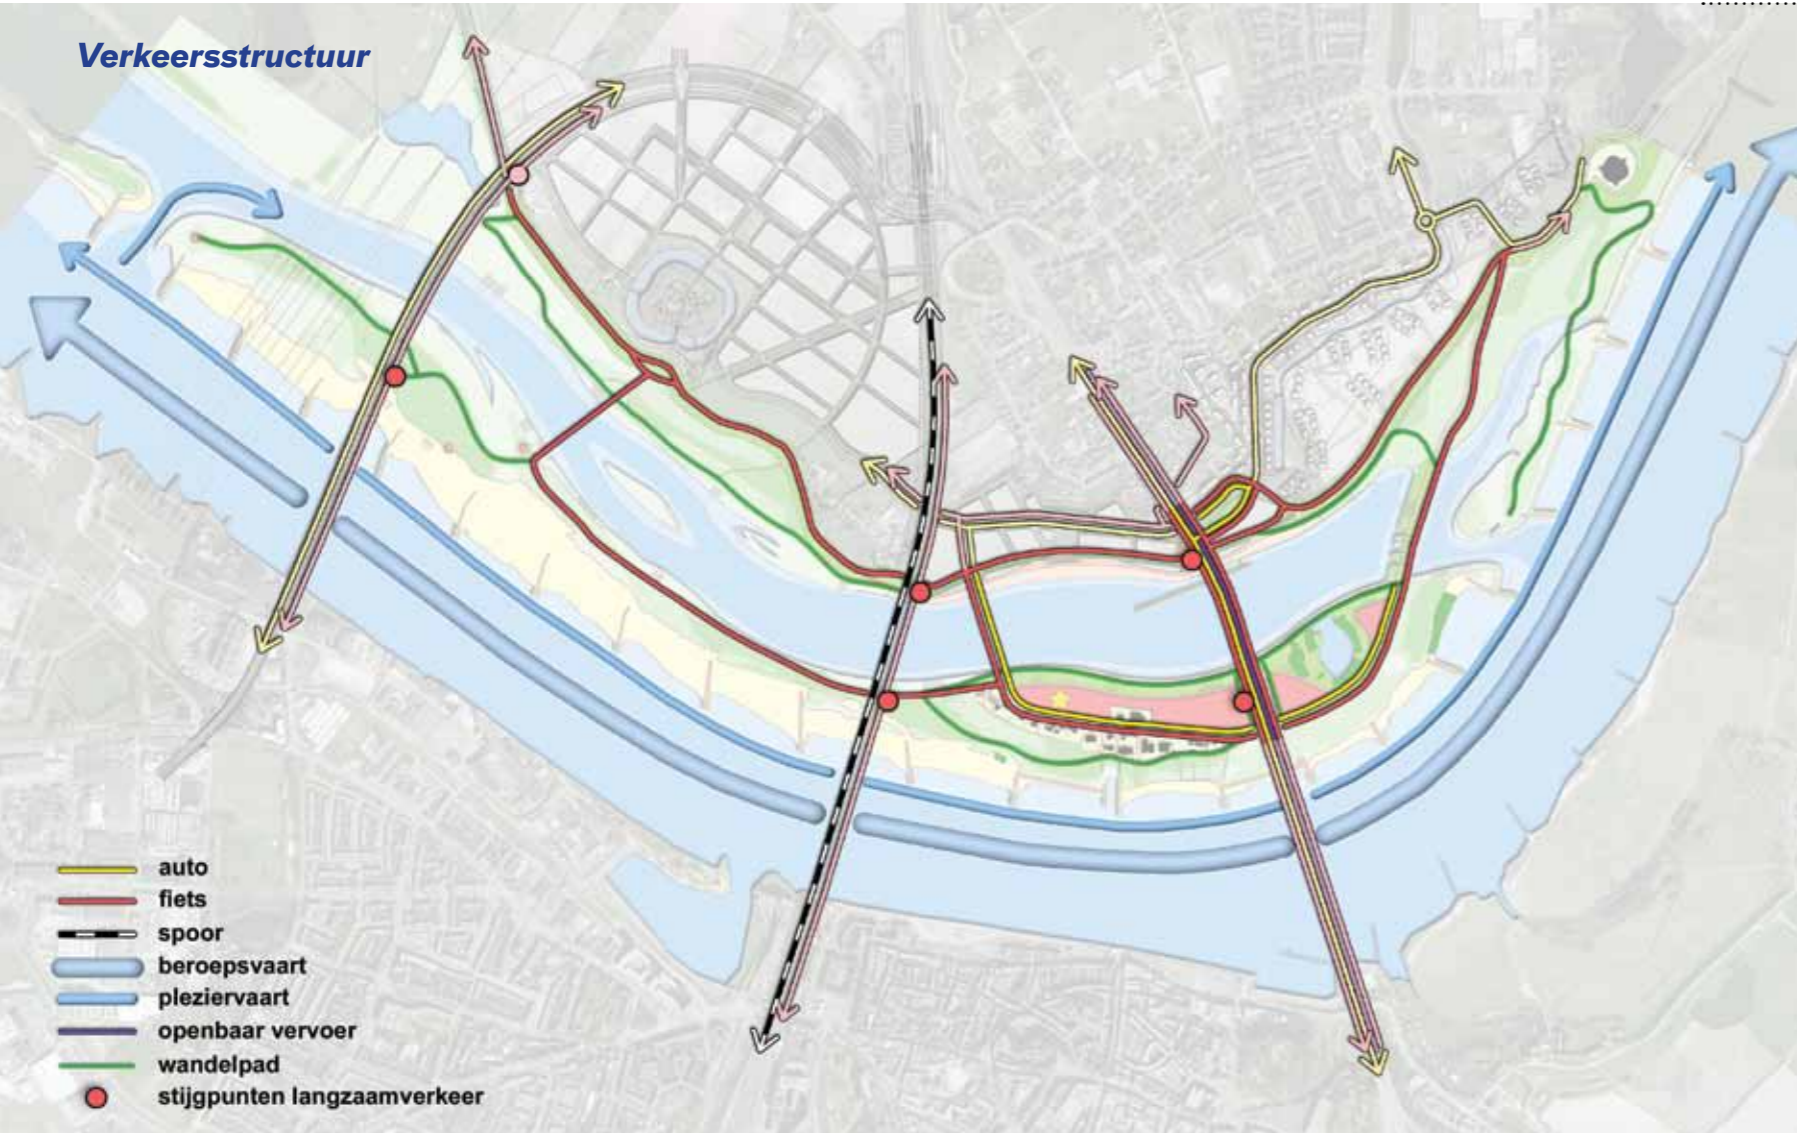 Verkeersstructuur
auto
fiets
spoor
beroepsvaart
pleziervaart
openbaar vervoer
wandelpad
stijgpunten langzaamverkeer